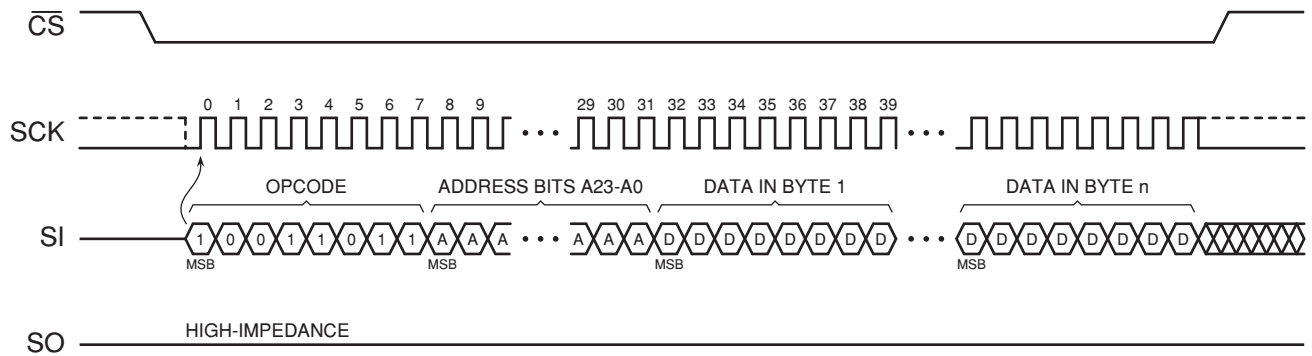 CS
SCK
0 1 2 3 4 5 6 7 8 9 29 30 31 32 33 34 35 36 37 38 39
OPCODE ADDRESS BITS A23-A0 DATA IN BYTE 1 DATA IN BYTE n
SI
1 0 0 1 1 0 1 1 A A A A A A D D D D D D D D D D D D D D D D
MSB MSB MSB MSB
HIGH-IMPEDANCE
SO